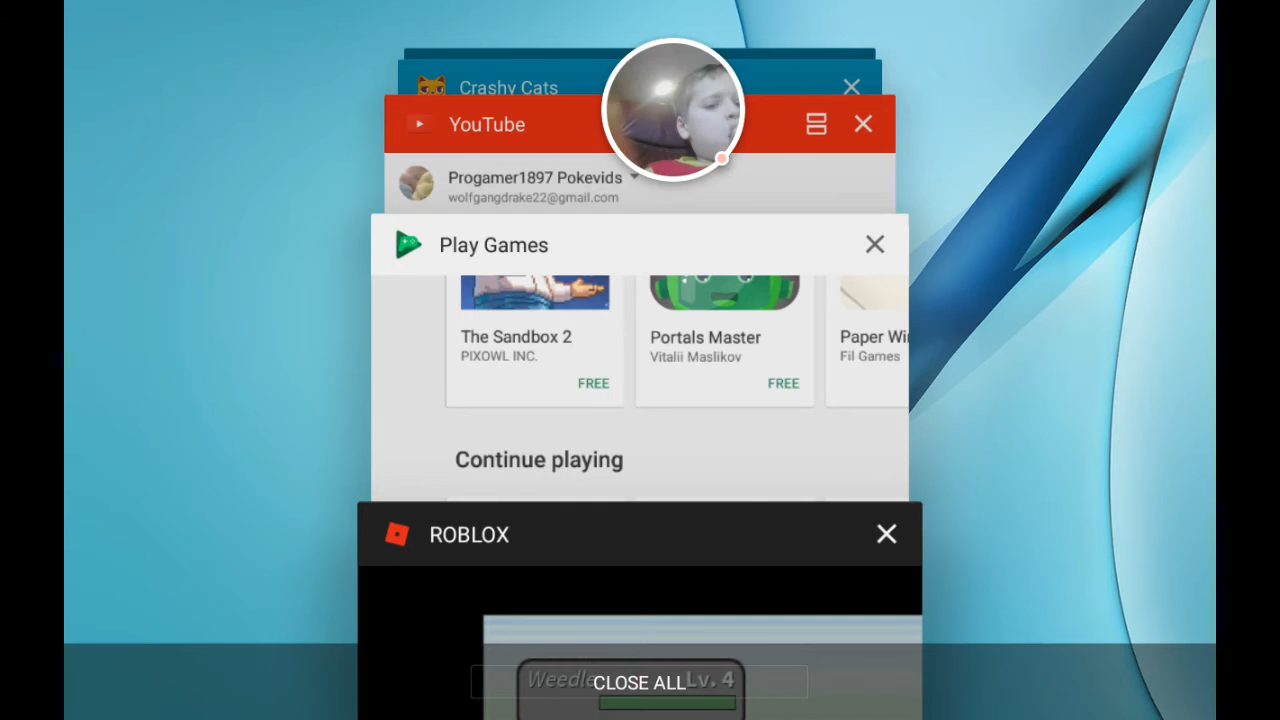 Crashy Cats
YouTube
Progamer1897 Pokevids
wolfgangdrake22@gmail.com
Play Games
The Sandbox 2
PIXOWL INC.
FREE
Portals Master
Vitalii Maslikov
FREE
Paper Wi
Fil Games
Continue playing
ROBLOX
Weedle Lv. 4
CLOSE ALL